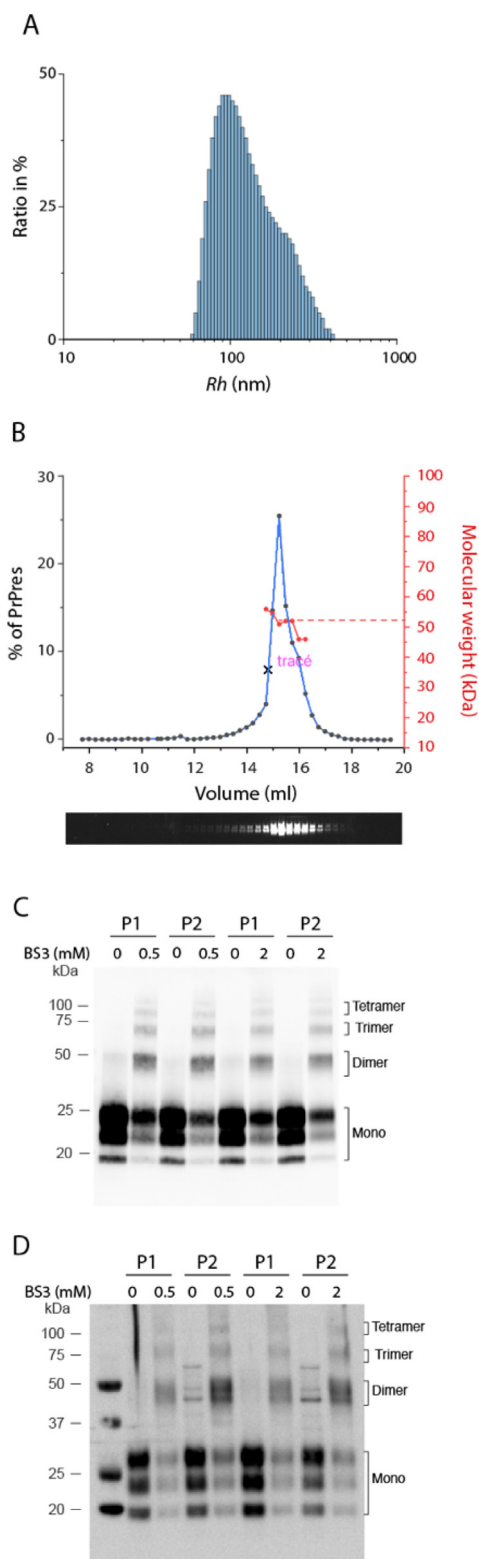 A
50
25
0
Ratio in %
10 100 1000
Rh (nm)
B
30
20
10
0
% of PrPres
100
90
80
70
60
50
40
30
20
10
Molecular weight (kDa)
tracé
8 10 12 14 16 18 20
Volume (ml)
C
P1 P2 P1 P2
BS3 (mM) 0 0.5 0 0.5 0 2 0 2
kDa
100
75
50
25
20
Tetramer
Trimer
Dimer
Mono
D
P1 P2 P1 P2
BS3 (mM) 0 0.5 0 0.5 0 2 0 2
kDa
100
75
50
37
25
20
Tetramer
Trimer
Dimer
Mono